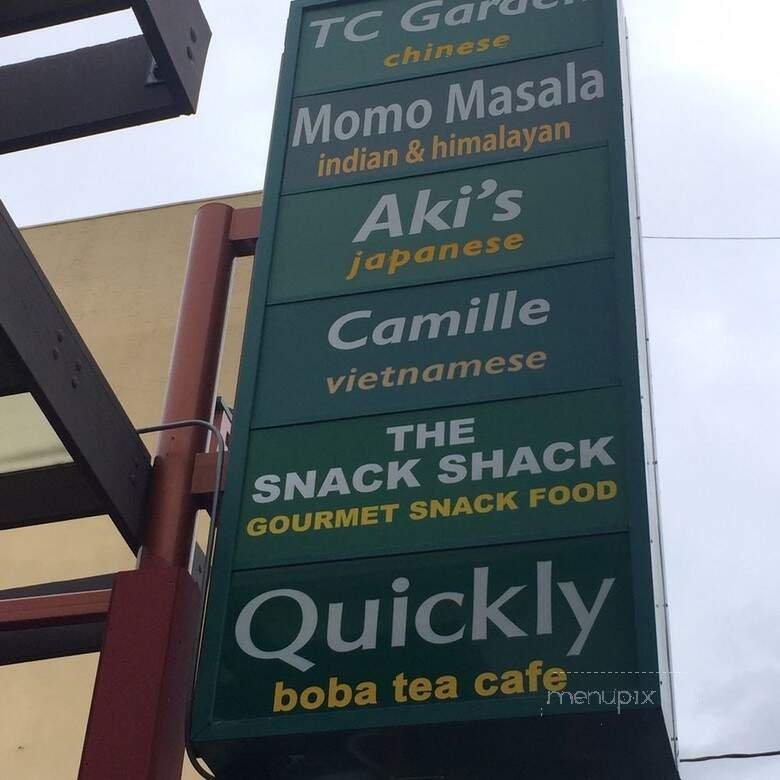 TC Garden
chinese
Momo Masala
indian & himalayan
Aki's
japanese
Camille
vietnamese
THE
SNACK SHACK
GOURMET SNACK FOOD
Quickly
boba tea cafe
menupix